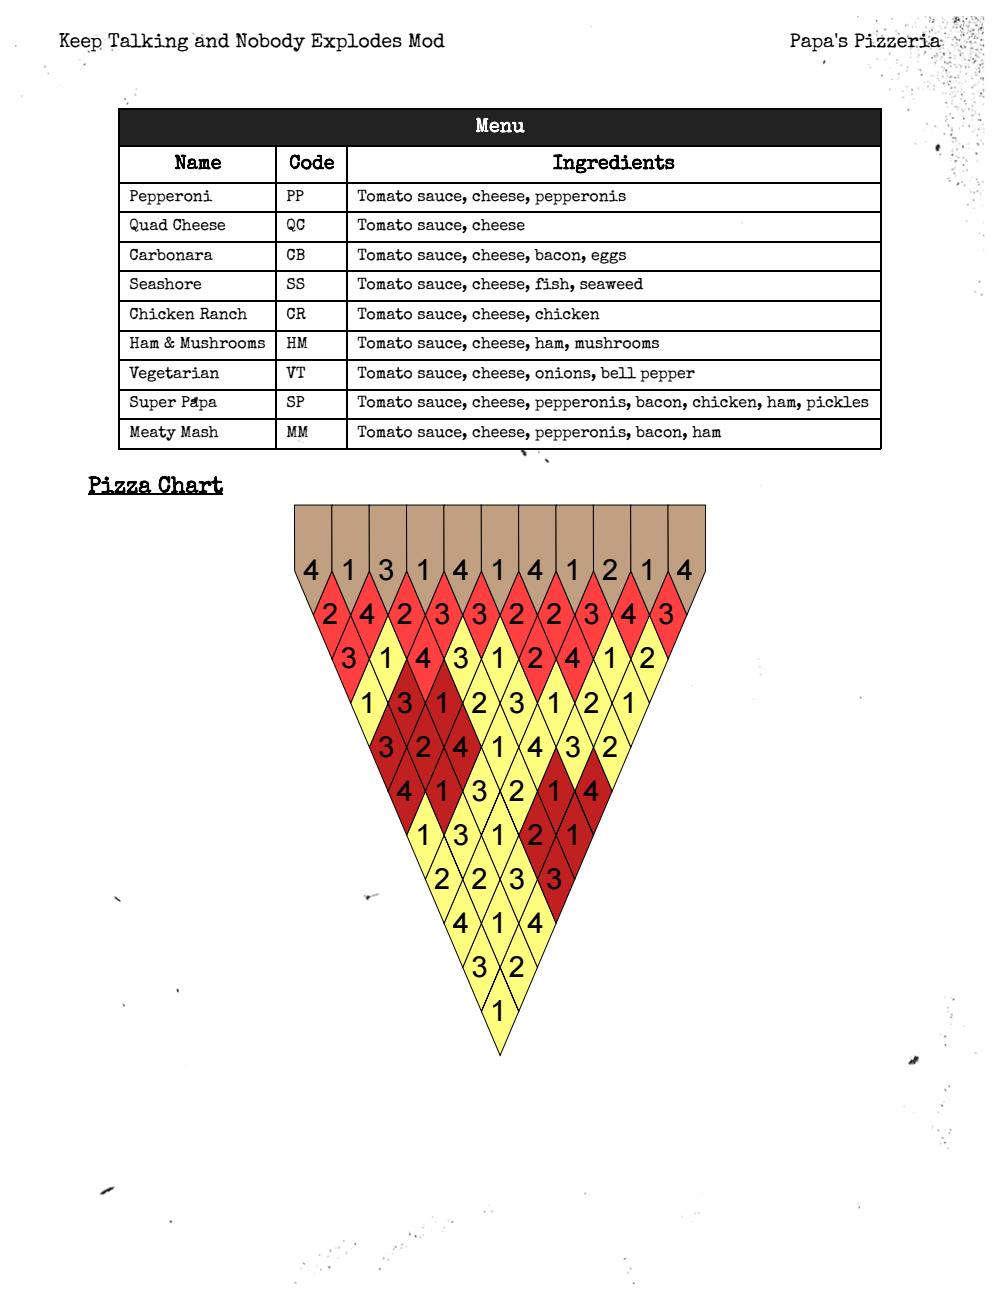 Keep Talking and Nobody Explodes Mod Papa's Pizzeria
Menu
Name Code Ingredients
Pepperoni PP Tomato sauce, cheese, pepperonis
Quad Cheese QC Tomato sauce, cheese
Carbonara CB Tomato sauce, cheese, bacon, eggs
Seashore SS Tomato sauce, cheese, fish, seaweed
Chicken Ranch CR Tomato sauce, cheese, chicken
Ham & Mushrooms HM Tomato sauce, cheese, ham, mushrooms
Vegetarian VT Tomato sauce, cheese, onions, bell pepper
Super Papa SP Tomato sauce, cheese, pepperonis, bacon, chicken, ham, pickles
Meaty Mash MM Tomato sauce, cheese, pepperonis, bacon, ham
Pizza Chart
4 1 3 1 4 1 4 1 2 1 4
2 4 2 3 3 2 2 3 4 3
3 1 4 3 1 2 4 1 2
1 3 1 2 3 1 2 1
3 2 4 1 4 3 2
4 1 3 2 1 4
1 3 1 2 1
2 2 3 3
4 1 4
3 2
1